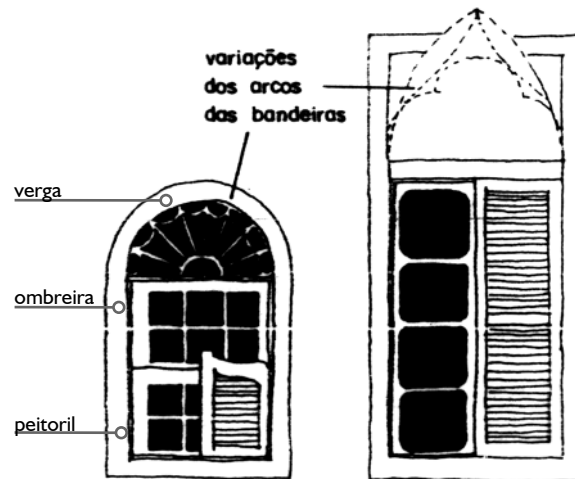 variações
dos arcos
das bandeiras
verga
ombreira
peitoril